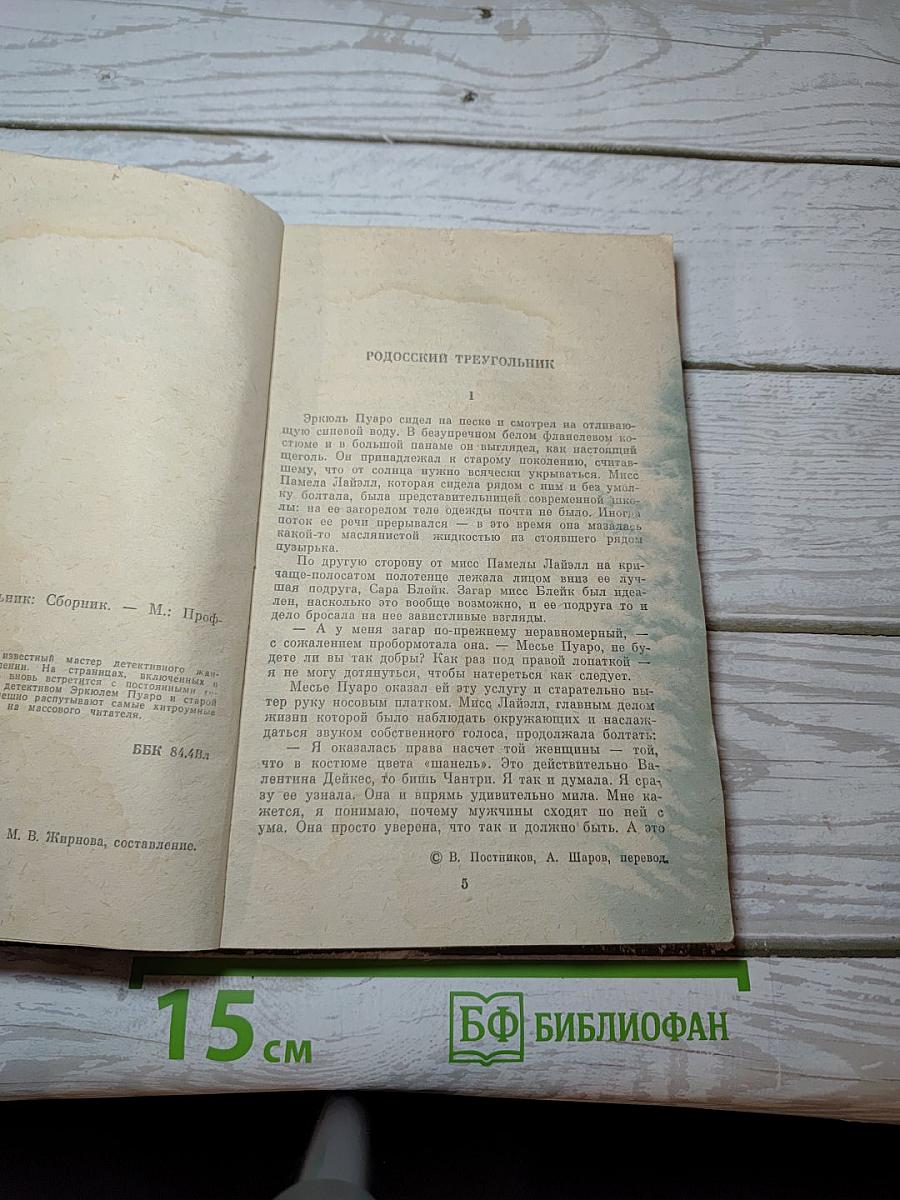 ьник: Сборник. — М.: Проф-
известный мастер детективного жан-
На страницах, включенных в
вновь встретится с постоянными
детективом Эркюлем Пуаро и старой
распутывают самые хитроумные
на массового читателя.
ББК 84.4Вл
М. В. Жирнова, составление.
РОДОССКИЙ ТРЕУГОЛЬНИК
1
Эркюль Пуаро сидел на песке и смотрел на отливаю-
щую синевой воду. В безупречном белом фланелевом ко-
стюме и в большой панаме он выглядел, как настоящий
щеголь. Он принадлежал к старому поколению, считав-
шему, что от солнца нужно всячески укрываться. Мисс
Памела Лайэлл, которая сидела рядом с ним и без умол-
ку болтала, была представительницей современной шко-
лы: на ее загорелом теле одежды почти не было. Иногда
поток ее речи прерывался — в это время она мазалась
какой-то маслянистой жидкостью из стоявшего рядом
пузырька.
По другую сторону от мисс Памелы Лайэлл на кри-
чаще-полосатом полотенце лежала лицом вниз ее луч-
шая подруга, Сара Блейк. Загар мисс Блейк был идеа-
лен, насколько это вообще возможно, и ее подруга то и
дело бросала на нее завистливые взгляды.
— А у меня загар по-прежнему неравномерный, —
с сожалением пробормотала она. — Месье Пуаро, не бу-
дете ли вы так добры? Как раз под правой лопаткой —
я не могу дотянуться, чтобы натереться как следует.
Месье Пуаро оказал ей эту услугу и старательно вы-
тер руку носовым платком. Мисс Лайэлл, главным делом
жизни которой было наблюдать окружающих и наслаж-
даться звуком собственного голоса, продолжала болтать:
— Я оказалась права насчет той женщины — той,
что в костюме цвета «шанель». Это действительно Ва-
лентина Дейкес, то бишь Чантри. Я так и думала. Я сра-
зу ее узнала. Она и впрямь удивительно мила. Мне ка-
жется, я понимаю, почему мужчины сходят по ней с
ума. Она просто уверена, что так и должно быть. А это
© В. Постников, А. Шаров, перевод.
5
15 см
БФ БИБЛИОФАН